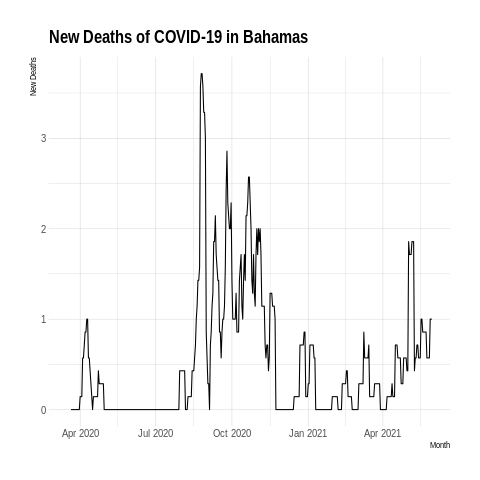 New Deaths of COVID-19 in Bahamas
New Deaths
3
2
1
0
Apr 2020 Jul 2020 Oct 2020 Jan 2021 Apr 2021
Month